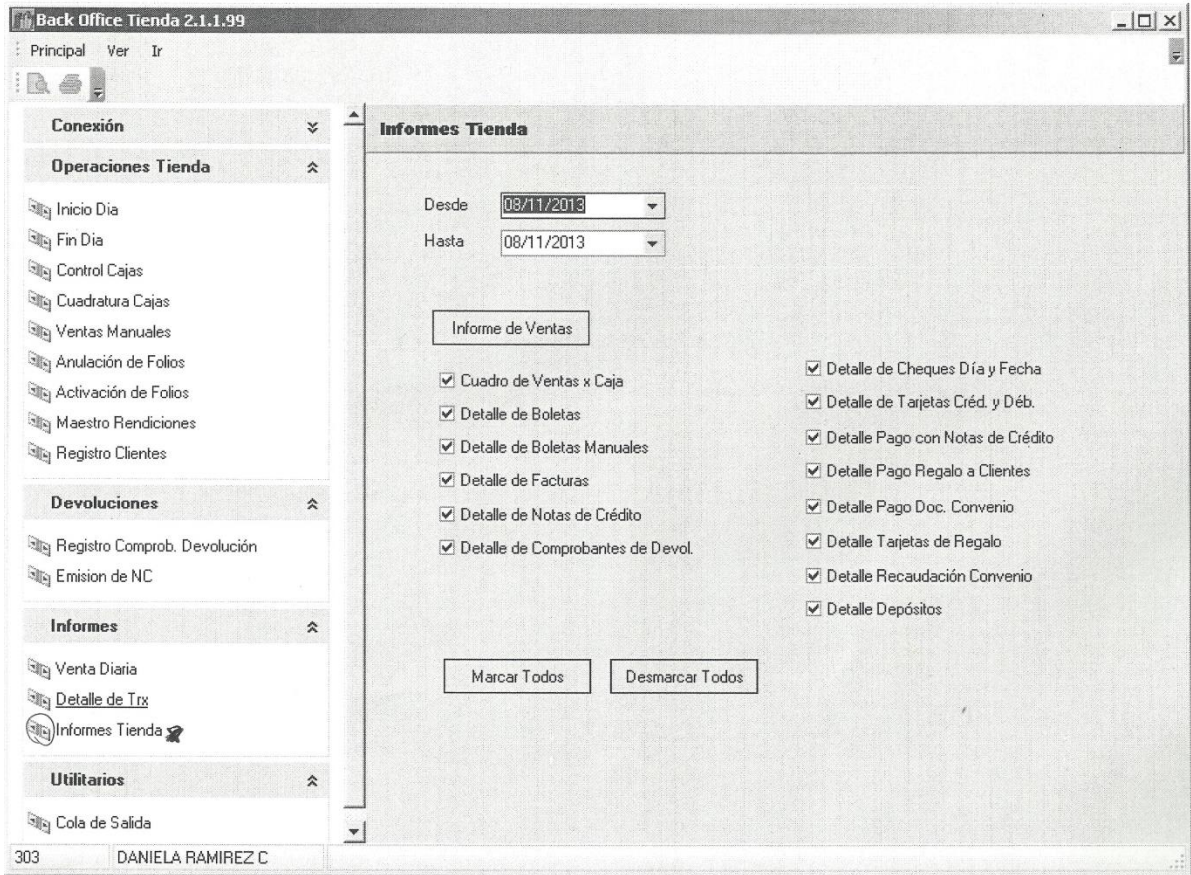 Back Office Tienda 2.1.1.99
Principal Ver Ir
Conexión
Operaciones Tienda
Inicio Dia
Fin Dia
Control Cajas
Cuadratura Cajas
Ventas Manuales
Anulación de Folios
Activación de Folios
Maestro Rendiciones
Registro Clientes
Devoluciones
Registro Comprob. Devolución
Emision de NC
Informes
Venta Diaria
Detalle de Trx
Informes Tienda
Utilitarios
Cola de Salida
Informes Tienda
Desde 08/11/2013
Hasta 08/11/2013
Informe de Ventas
Cuadro de Ventas x Caja
Detalle de Boletas
Detalle de Boletas Manuales
Detalle de Facturas
Detalle de Notas de Crédito
Detalle de Comprobantes de Devol.
Detalle de Cheques Día y Fecha
Detalle de Tarjetas Créd. y Déb.
Detalle Pago con Notas de Crédito
Detalle Pago Regalo a Clientes
Detalle Pago Doc. Convenio
Detalle Tarjetas de Regalo
Detalle Recaudación Convenio
Detalle Depósitos
Marcar Todos Desmarcar Todos
303 DANIELA RAMIREZ C